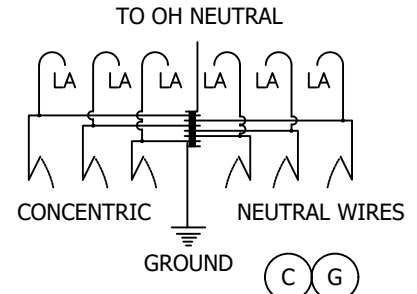 TO OH NEUTRAL
LA LA LA LA LA LA
CONCENTRIC NEUTRAL WIRES
GROUND
C G